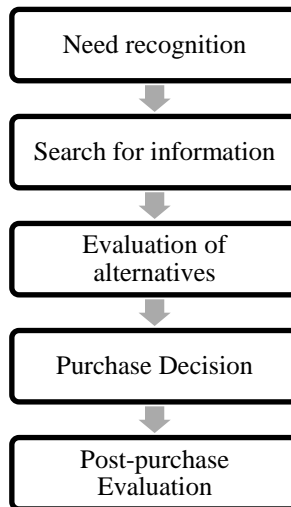 Need recognition
Search for information
Evaluation of
alternatives
Purchase Decision
Post-purchase
Evaluation